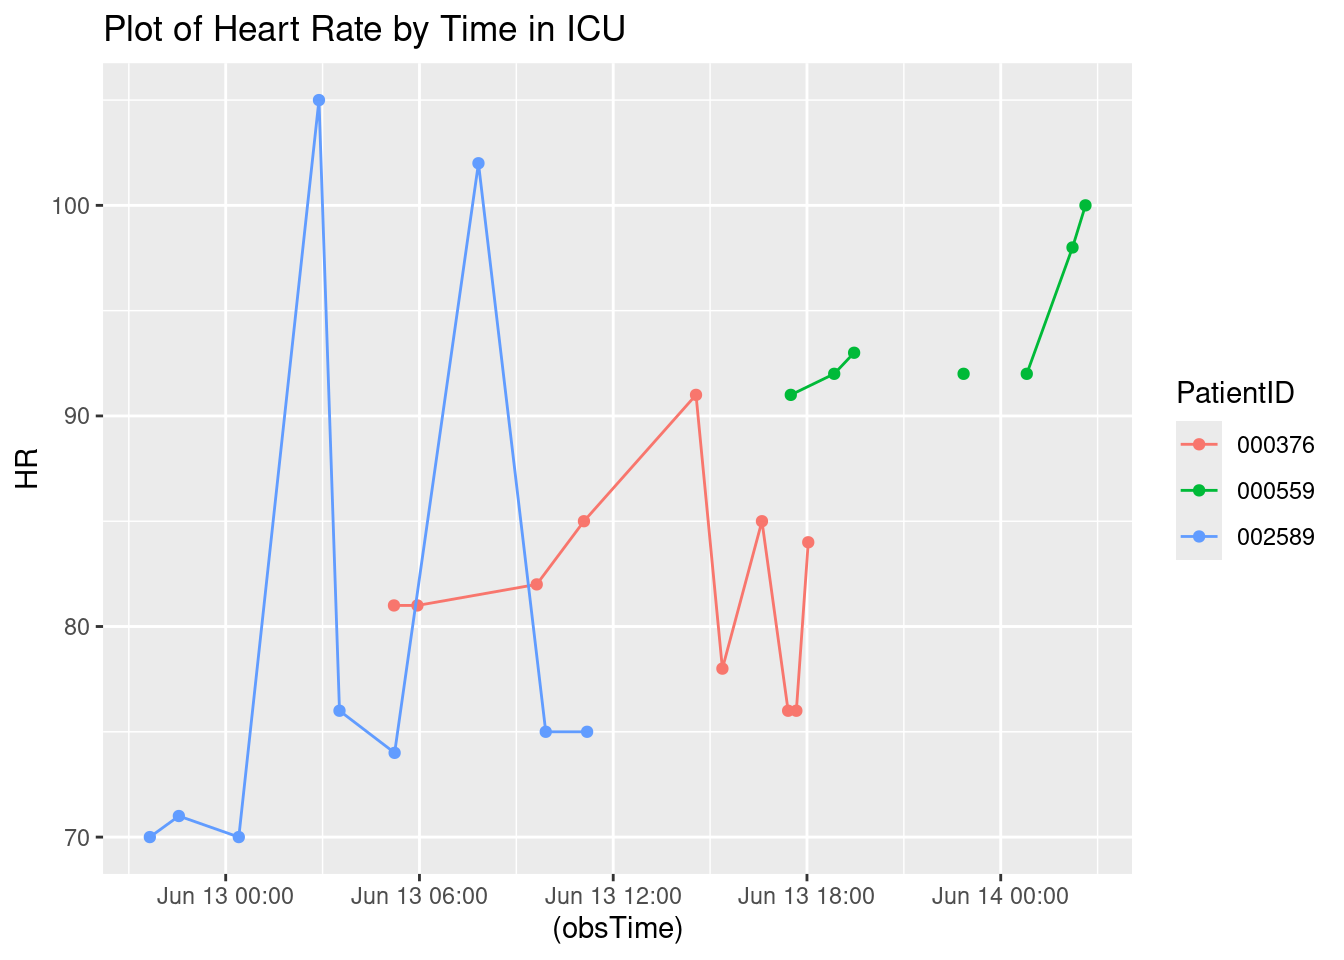 Plot of Heart Rate by Time in ICU
HR
100
90
80
70
Jun 13 00:00
Jun 13 06:00
Jun 13 12:00
Jun 13 18:00
Jun 14 00:00
(obsTime)
PatientID
000376
000559
002589